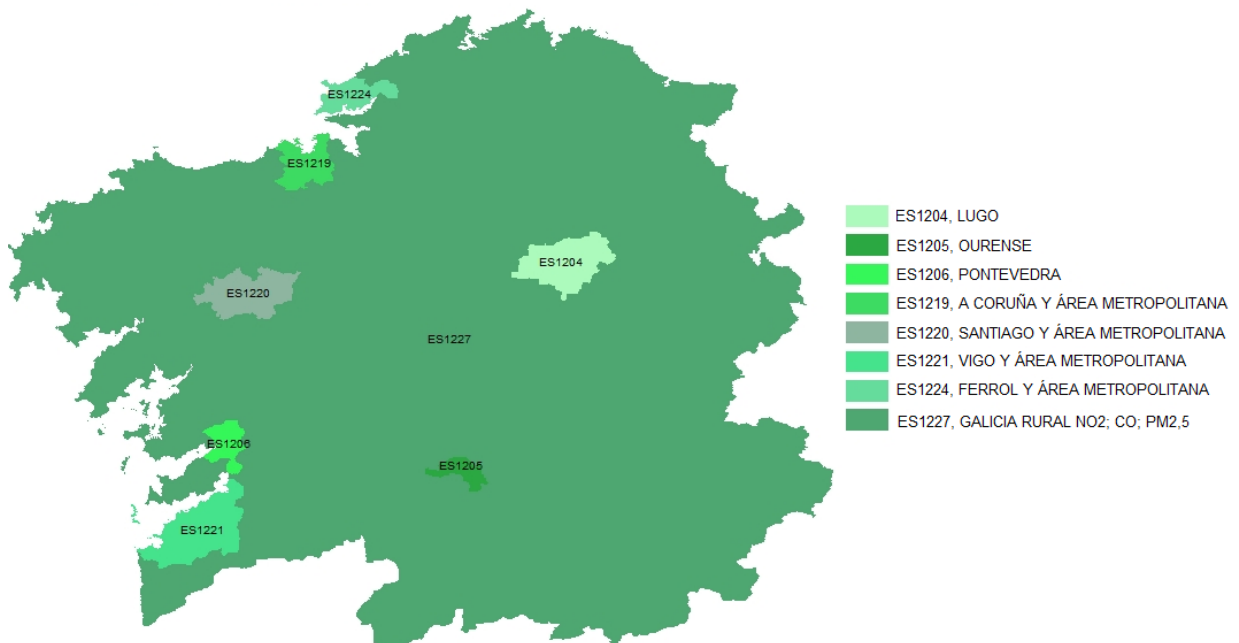 ES1224
ES1219
ES1204
ES1220
ES1227
ES1206
ES1205
ES1221
ES1204, LUGO
ES1205, OURENSE
ES1206, PONTEVEDRA
ES1219, A CORUÑA Y ÁREA METROPOLITANA
ES1220, SANTIAGO Y ÁREA METROPOLITANA
ES1221, VIGO Y ÁREA METROPOLITANA
ES1224, FERROL Y ÁREA METROPOLITANA
ES1227, GALICIA RURAL NO2; CO; PM2,5